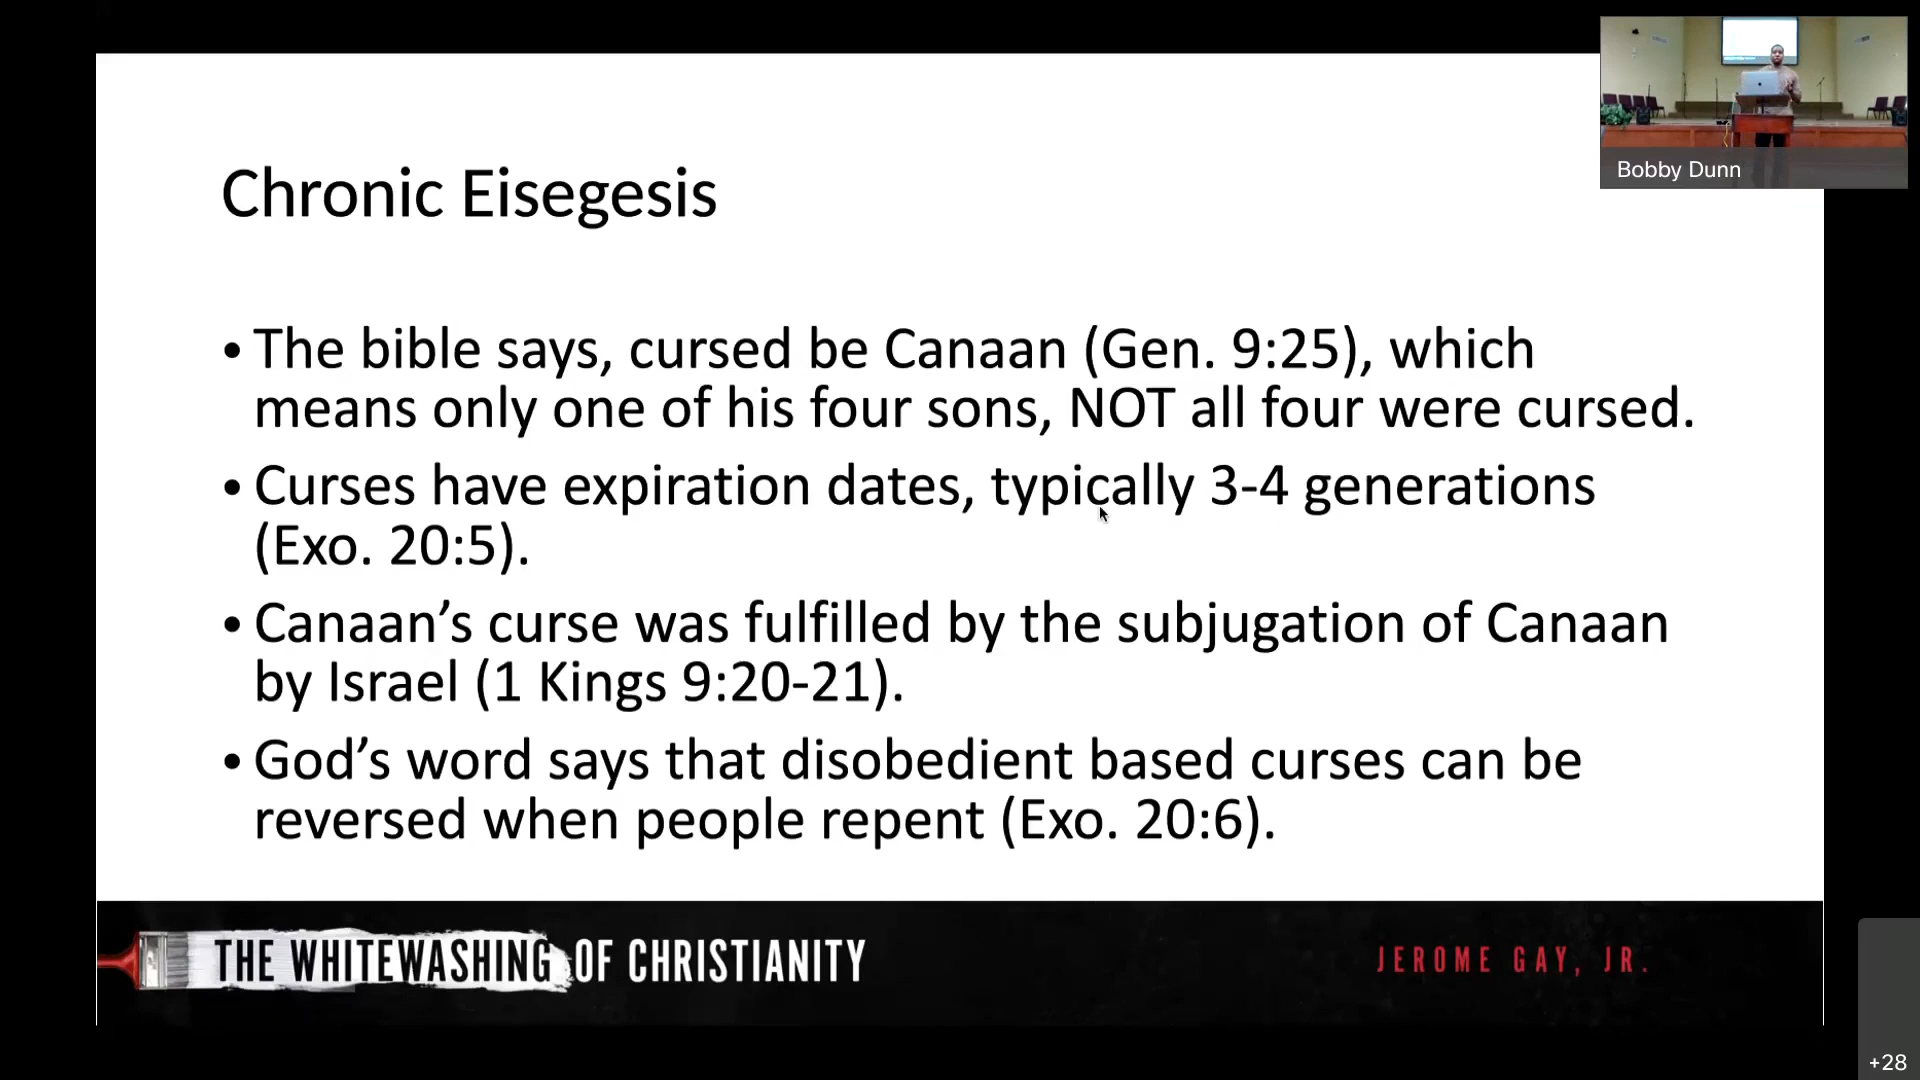 Bobby Dunn
Chronic Eisegesis
• The bible says, cursed be Canaan (Gen. 9:25), which
means only one of his four sons, NOT all four were cursed.
• Curses have expiration dates, typically 3-4 generations
(Exo. 20:5).
• Canaan’s curse was fulfilled by the subjugation of Canaan
by Israel (1 Kings 9:20-21).
• God’s word says that disobedient based curses can be
reversed when people repent (Exo. 20:6).
THE WHITEWASHING OF CHRISTIANITY
JEROME GAY, JR.
+28